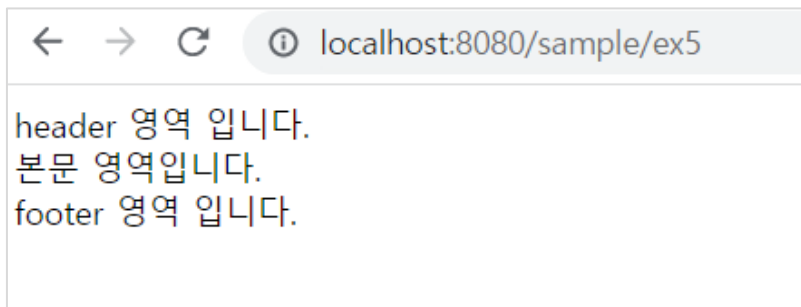 localhost:8080/sample/ex5
header 영역 입니다.
본문 영역입니다.
footer 영역 입니다.